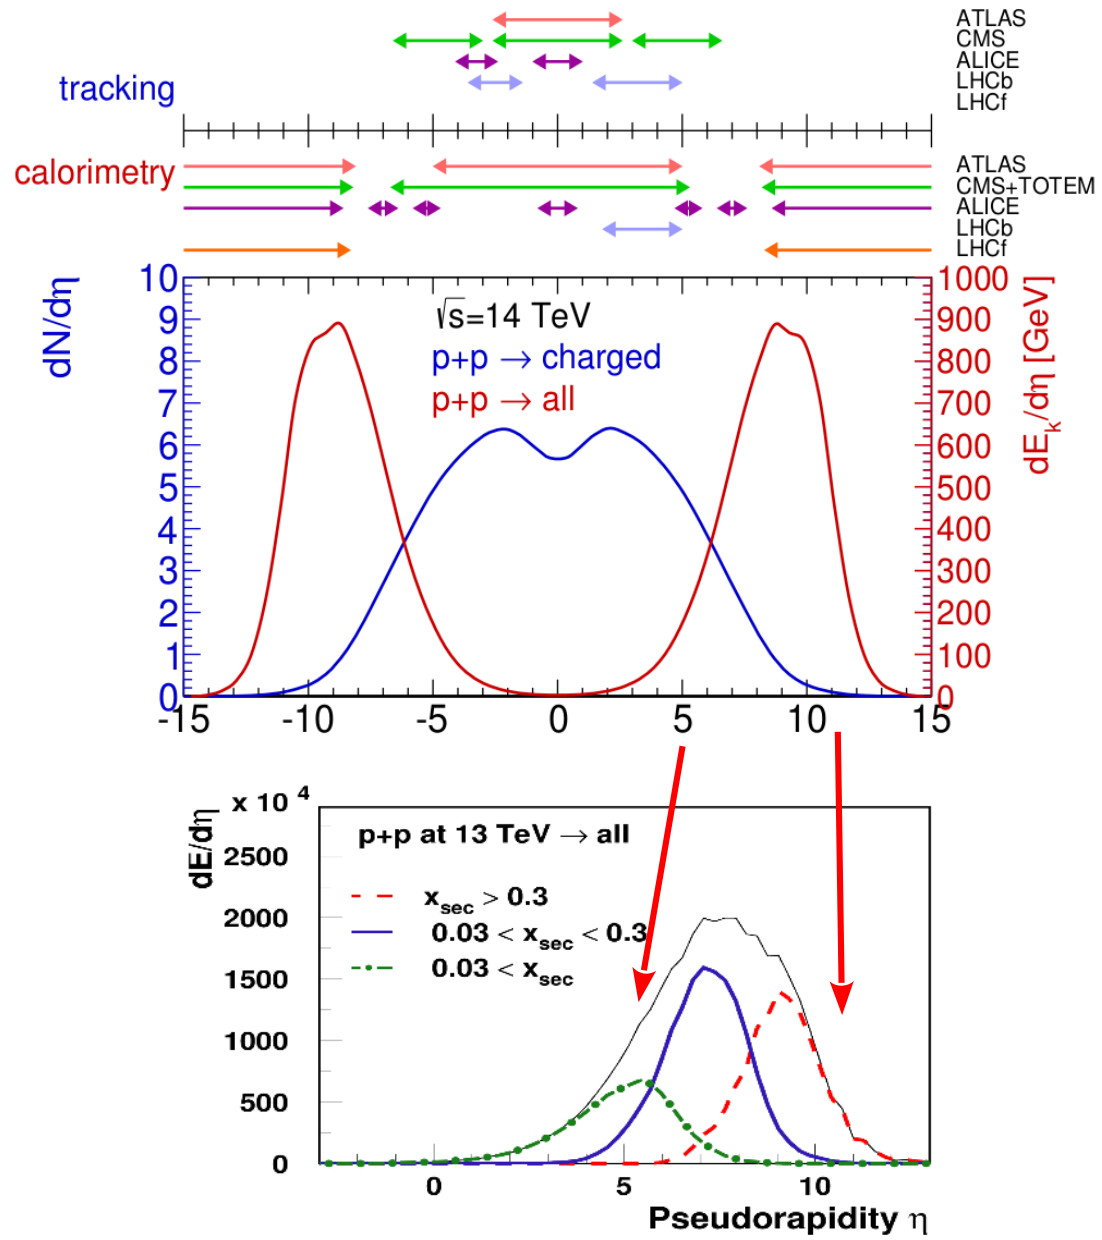 ATLAS
CMS
ALICE
LHCb
LHCf
tracking
calorimetry
ATLAS
CMS+TOTEM
ALICE
LHCb
LHCf
dN/dη
10
9
8
7
6
5
4
3
2
1
0
√s=14 TeV
p+p → charged
p+p → all
1000
900
800
700
600
500
400
300
200
100
0
dEk/dη [GeV]
-15 -10 -5 0 5 10 15
x 10 4
dE/dη
p+p at 13 TeV → all
xsec > 0.3
0.03 < xsec < 0.3
0.03 < xsec
2500
2000
1500
1000
500
0
0 5 10
Pseudorapidity η